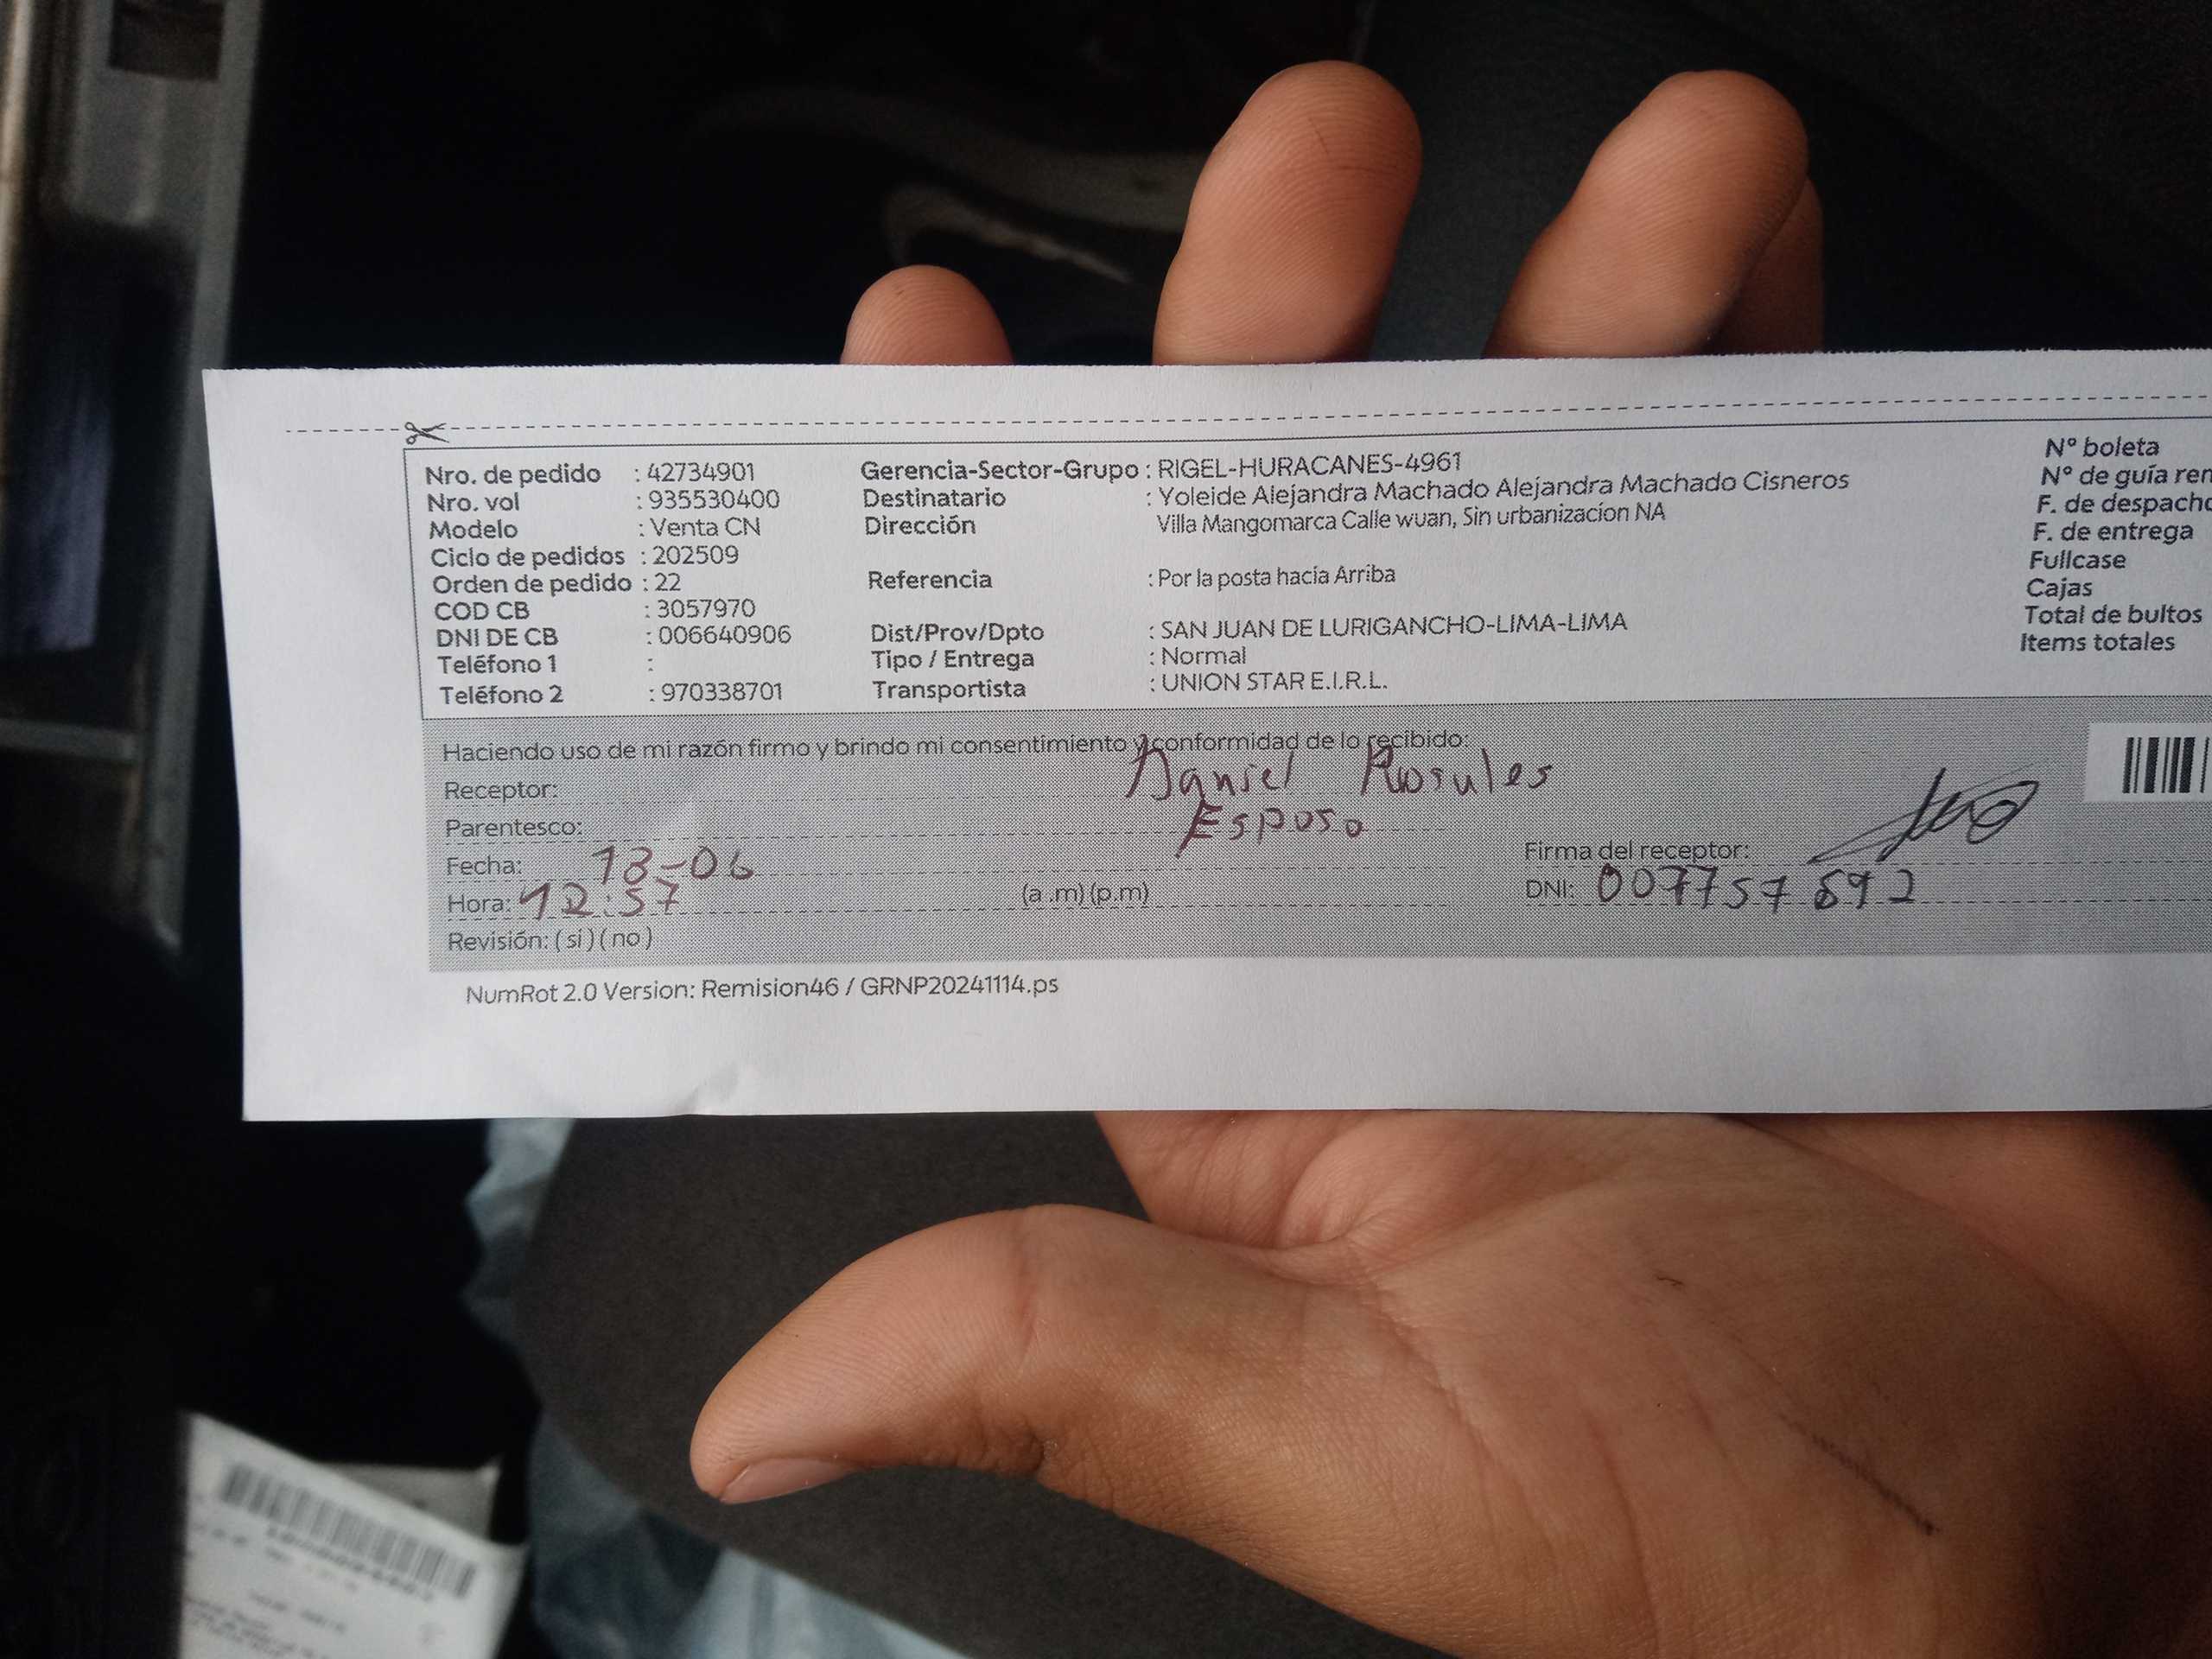 Nro. de pedido : 42734901
Nro. vol : 935530400
Modelo : Venta CN
Ciclo de pedidos : 202509
Orden de pedido : 22
COD CB : 3057970
DNI DE CB : 006640906
Teléfono 1 :
Teléfono 2 : 970338701
Gerencia-Sector-Grupo : RIGEL-HURACANES-4961
Destinatario : Yoleide Alejandra Machado Alejandra Machado Cisneros
Dirección Villa Mangomarca Calle wuan, Sin urbanizacion NA
Referencia : Por la posta hacia Arriba
Dist/Prov/Dpto : SAN JUAN DE LURIGANCHO-LIMA-LIMA
Tipo / Entrega : Normal
Transportista : UNION STAR E.I.R.L.
N° boleta
N° de guía rem
F. de despacho
F. de entrega
Fullcase
Cajas
Total de bultos
Items totales
Haciendo uso de mi razón firmo y brindo mi consentimiento y conformidad de lo recibido:
Receptor: Daniel Rosales
Parentesco: Esposo
Fecha: 13-06
Hora: 12:57 (a .m) (p.m)
Revisión: ( si ) ( no )
Firma del receptor:
DNI: 007757892
NumRot 2.0 Version: Remision46 / GRNP20241114.ps